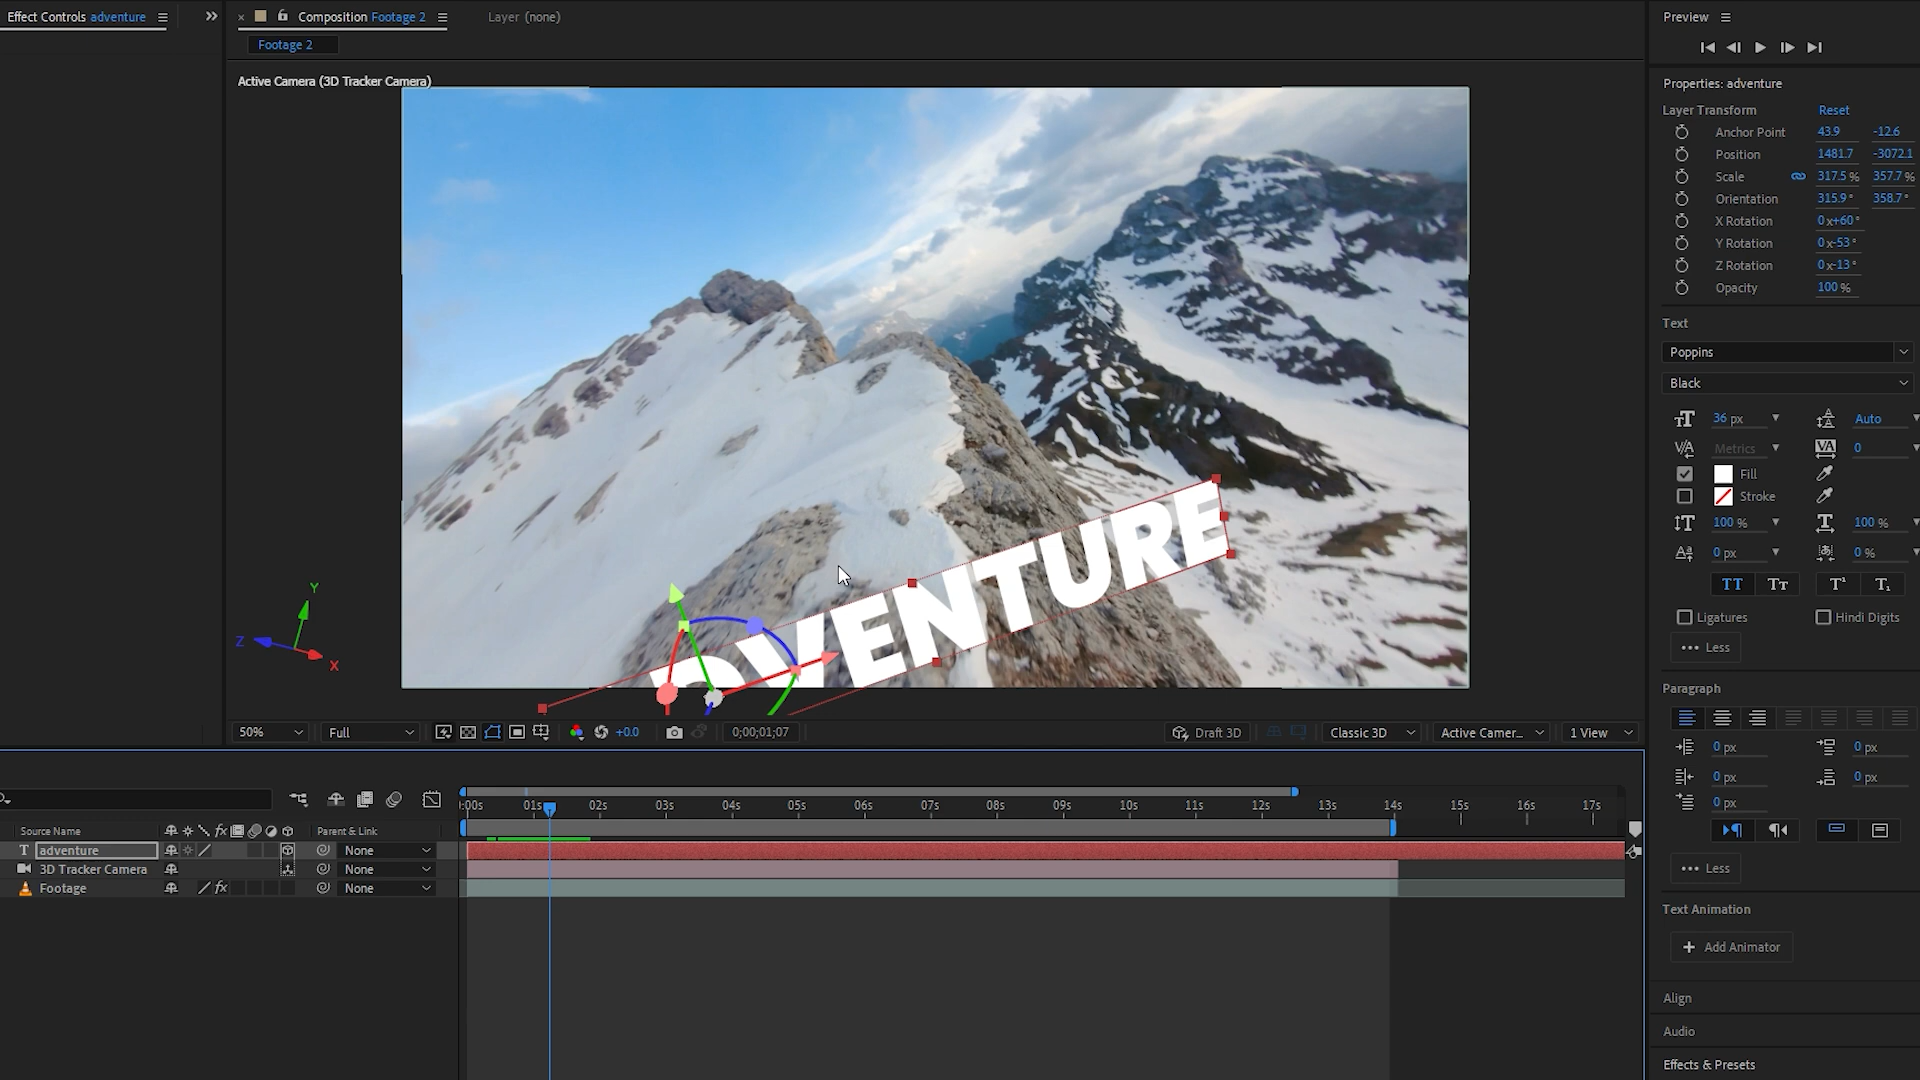 Effect Controls adventure
Composition Footage 2
Layer (none)
Footage 2
Active Camera (3D Tracker Camera)
ADVENTURE
Y
Z
X
50%
Full
+0.0
0;00;01;07
Draft 3D
Classic 3D
Active Camer...
1 View
:00s 01s 02s 03s 04s 05s 06s 07s 08s 09s 10s 11s 12s 13s 14s 15s 16s 17s
Source Name
fx
Parent & Link
T adventure
None
3D Tracker Camera
None
Footage
fx
None
Preview
Properties: adventure
Layer Transform Reset
Anchor Point 43.9 -12.6
Position 1481.7 -3072.1
Scale 317.5 % 357.7 %
Orientation 315.9° 358.7°
X Rotation 0x+60°
Y Rotation 0x-53°
Z Rotation 0x-13°
Opacity 100 %
Text
Poppins
Black
36 px Auto
Metrics 0
Fill
Stroke
100 % 100 %
0 px 0 %
TT Tт T¹ T₁
Ligatures Hindi Digits
••• Less
Paragraph
0 px 0 px
0 px 0 px
0 px
••• Less
Text Animation
+ Add Animator
Align
Audio
Effects & Presets